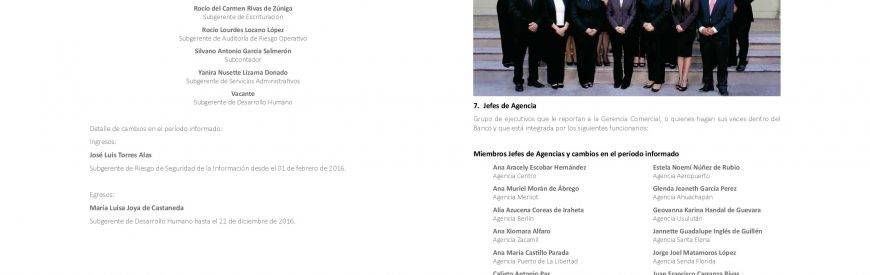 Rocío del Carmen Rivas de Zúniga
Subgerente de Escrituración
Rocío Lourdes Lozano López
Subgerente de Auditoría de Riesgo Operativo
Silvano Antonio García Salmerón
Subcontador
Yanira Nusette Lizama Donado
Subgerente de Servicios Administrativos
Vacante
Subgerente de Desarrollo Humano
Detalle de cambios en el período informado:
Ingresos:
José Luis Torres Alas
Subgerente de Riesgo de Seguridad de la Información desde el 01 de febrero de 2016.
Egresos:
María Luisa Joya de Castaneda
Subgerente de Desarrollo Humano hasta el 22 de diciembre de 2016.
7. Jefes de Agencia
Grupo de ejecutivos que le reportan a la Gerencia Comercial, o quienes hagan sus veces dentro del
Banco y que está integrada por los siguientes funcionarios:
Miembros Jefes de Agencias y cambios en el período informado
Ana Aracely Escobar Hernández
Agencia Centro
Ana Muriel Morán de Ábrego
Agencia Merliot
Alía Azucena Coreas de Iraheta
Agencia Berlín
Ana Xiomara Alfaro
Agencia Zacamil
Ana María Castillo Parada
Agencia Puerto de La Libertad
Calixto Antonio Paz
Estela Noemí Núñez de Rubio
Agencia Aeropuerto
Glenda Jeaneth García Perez
Agencia Ahuachapán
Geovanna Karina Handal de Guevara
Agencia Usulután
Jannette Guadalupe Inglés de Guillén
Agencia Santa Elena
Jorge Joel Matamoros López
Agencia Senda Florida
Juan Francisco Carranza Rivas